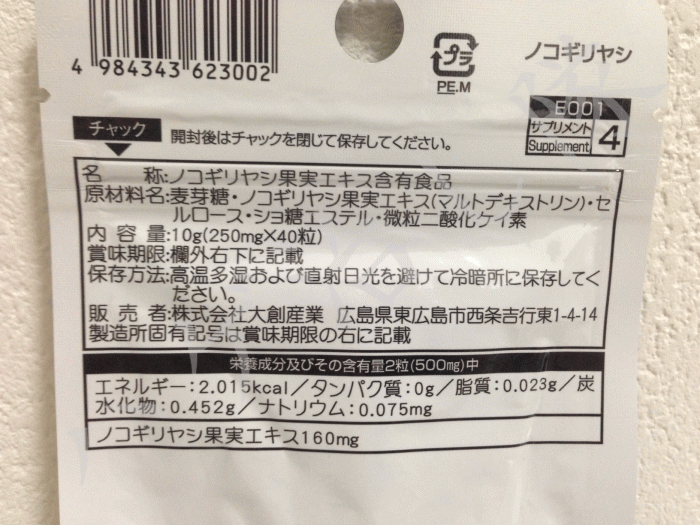 4 984343 623002
プラ
PE.M
ノコギリヤシ
E001
サプリメント
Supplement
4
チャック
開封後はチャックを閉じて保存してください。
名 称:ノコギリヤシ果実エキス含有食品
原材料名:麦芽糖・ノコギリヤシ果実エキス(マルトデキストリン)・セ
ルロース・ショ糖エステル・微粒二酸化ケイ素
内 容 量:10g(250mg×40粒)
賞味期限:欄外右下に記載
保存方法:高温多湿および直射日光を避けて冷暗所に保存してく
ださい。
販 売 者:株式会社大創産業 広島県東広島市西条吉行東1-4-14
製造所固有記号は賞味期限の右に記載
栄養成分及びその含有量2粒(500mg)中
エネルギー:2.015kcal/タンパク質:0g/脂質:0.023g/炭
水化物:0.452g/ナトリウム:0.075mg
ノコギリヤシ果実エキス160mg